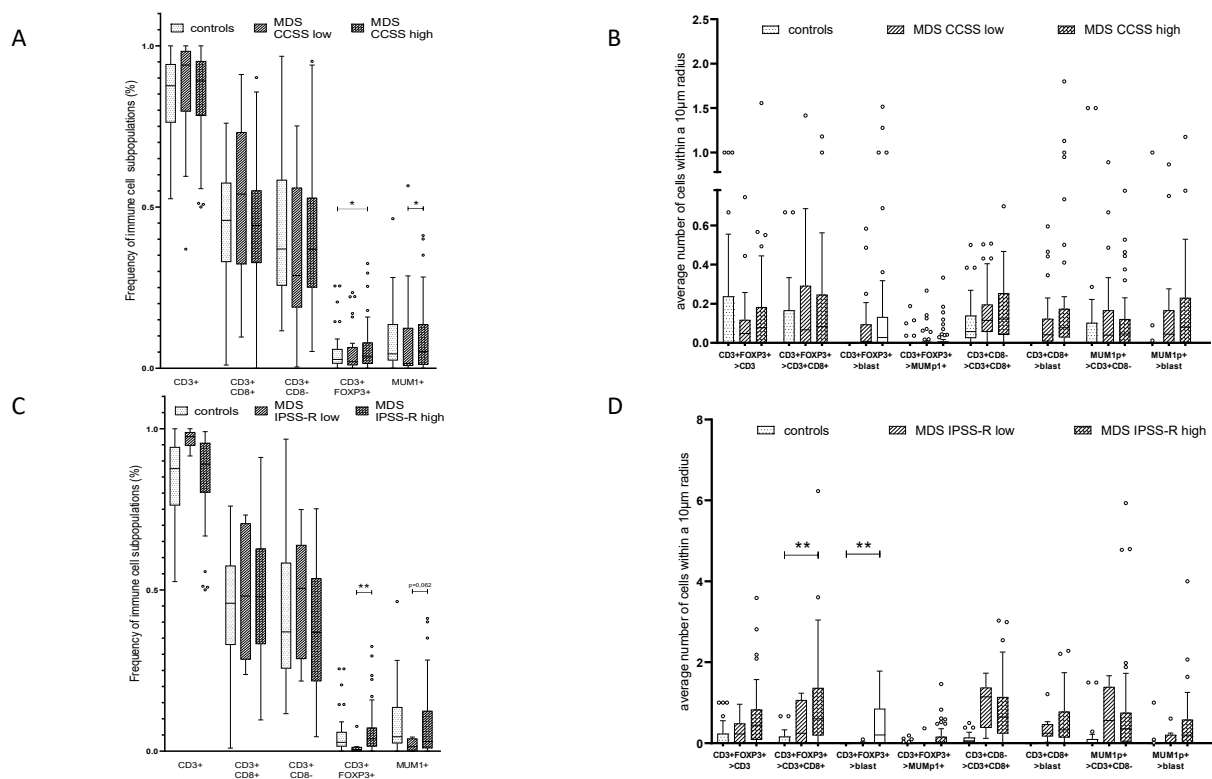 A
controls
MDS CCSS low
MDS CCSS high
Frequency of immune cell subpopulations (%)
1.0
0.5
0.0
*
*
CD3+
CD3+ CD8+
CD3+ CD8-
CD3+ FOXP3+
MUM1+
B
controls
MDS CCSS low
MDS CCSS high
average number of cells within a 10µm radius
2.5
2.0
1.5
1.0
0.6
0.4
0.2
0.0
CD3+FOXP3+ >CD3
CD3+FOXP3+ >CD3+CD8+
CD3+FOXP3+ >blast
CD3+FOXP3+ >MUMp1+
CD3+CD8- >CD3+CD8+
CD3+CD8+ >blast
MUM1p+ >CD3+CD8-
MUM1p+ >blast
C
controls
MDS IPSS-R low
MDS IPSS-R high
Frequency of immune cell subpopulations (%)
1.0
0.5
0.0
**
p=0,062
CD3+
CD3+ CD8+
CD3+ CD8-
CD3+ FOXP3+
MUM1+
D
controls
MDS IPSS-R low
MDS IPSS-R high
average number of cells within a 10µm radius
8
6
4
2
0
**
**
CD3+FOXP3+ >CD3
CD3+FOXP3+ >CD3+CD8+
CD3+FOXP3+ >blast
CD3+FOXP3+ >MUMp1+
CD3+CD8- >CD3+CD8+
CD3+CD8+ >blast
MUM1p+ >CD3+CD8-
MUM1p+ >blast